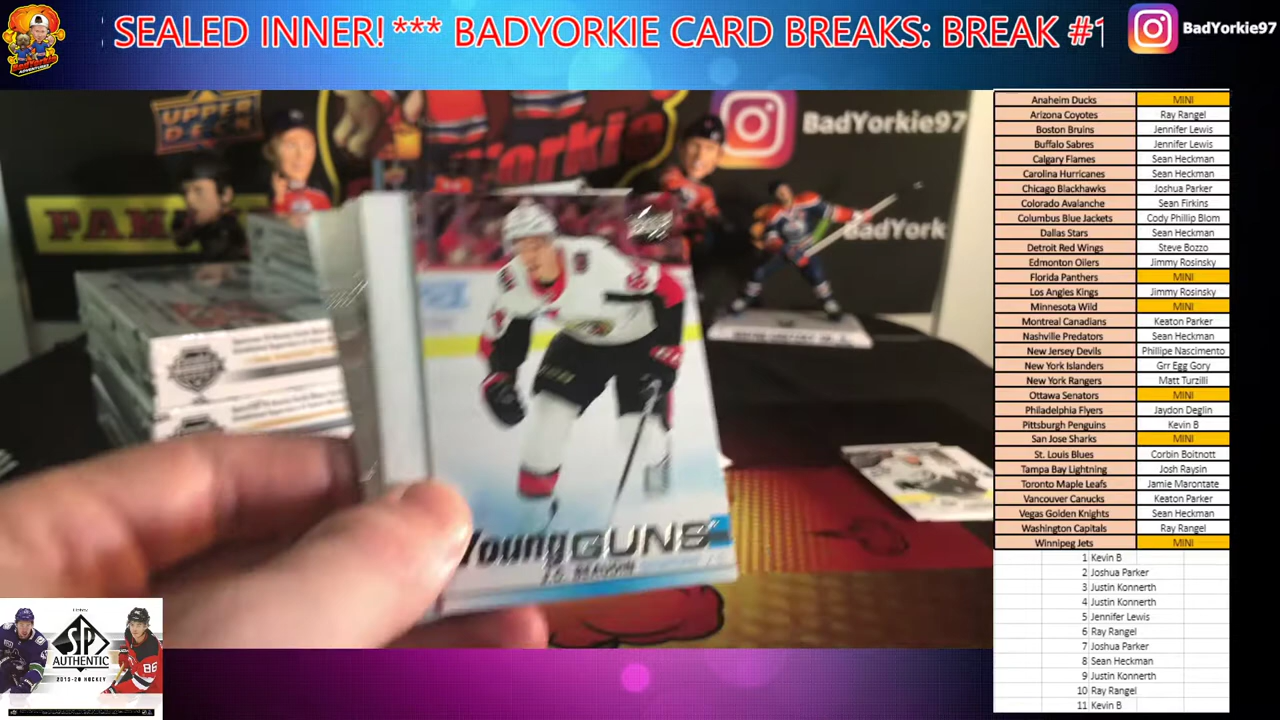 SEALED INNER! *** BADYORKIE CARD BREAKS: BREAK #1
BadYorkie97
UPPER
DECK
BadYorkie97
BadYork
YoungGUNS
J.C. BEAUDIN
SP
AUTHENTIC
2019-20 HOCKEY
Anaheim Ducks MINI
Arizona Coyotes Ray Rangel
Boston Bruins Jennifer Lewis
Buffalo Sabres Jennifer Lewis
Calgary Flames Sean Heckman
Carolina Hurricanes Sean Heckman
Chicago Blackhawks Joshua Parker
Colorado Avalanche Sean Firkins
Columbus Blue Jackets Cody Phillip Blom
Dallas Stars Sean Heckman
Detroit Red Wings Steve Bozzo
Edmonton Oilers Jimmy Rosinsky
Florida Panthers MINI
Los Angles Kings Jimmy Rosinsky
Minnesota Wild MINI
Montreal Canadians Keaton Parker
Nashville Predators Sean Heckman
New Jersey Devils Phillipe Nascimento
New York Islanders Grr Egg Gory
New York Rangers Matt Turzilli
Ottawa Senators MINI
Philadelphia Flyers Jaydon Deglin
Pittsburgh Penguins Kevin B
San Jose Sharks MINI
St. Louis Blues Corbin Boitnott
Tampa Bay Lightning Josh Raysin
Toronto Maple Leafs Jamie Marontate
Vancouver Canucks Keaton Parker
Vegas Golden Knights Sean Heckman
Washington Capitals Ray Rangel
Winnipeg Jets MINI
1 Kevin B
2 Joshua Parker
3 Justin Konnerth
4 Justin Konnerth
5 Jennifer Lewis
6 Ray Rangel
7 Joshua Parker
8 Sean Heckman
9 Justin Konnerth
10 Ray Rangel
11 Kevin B